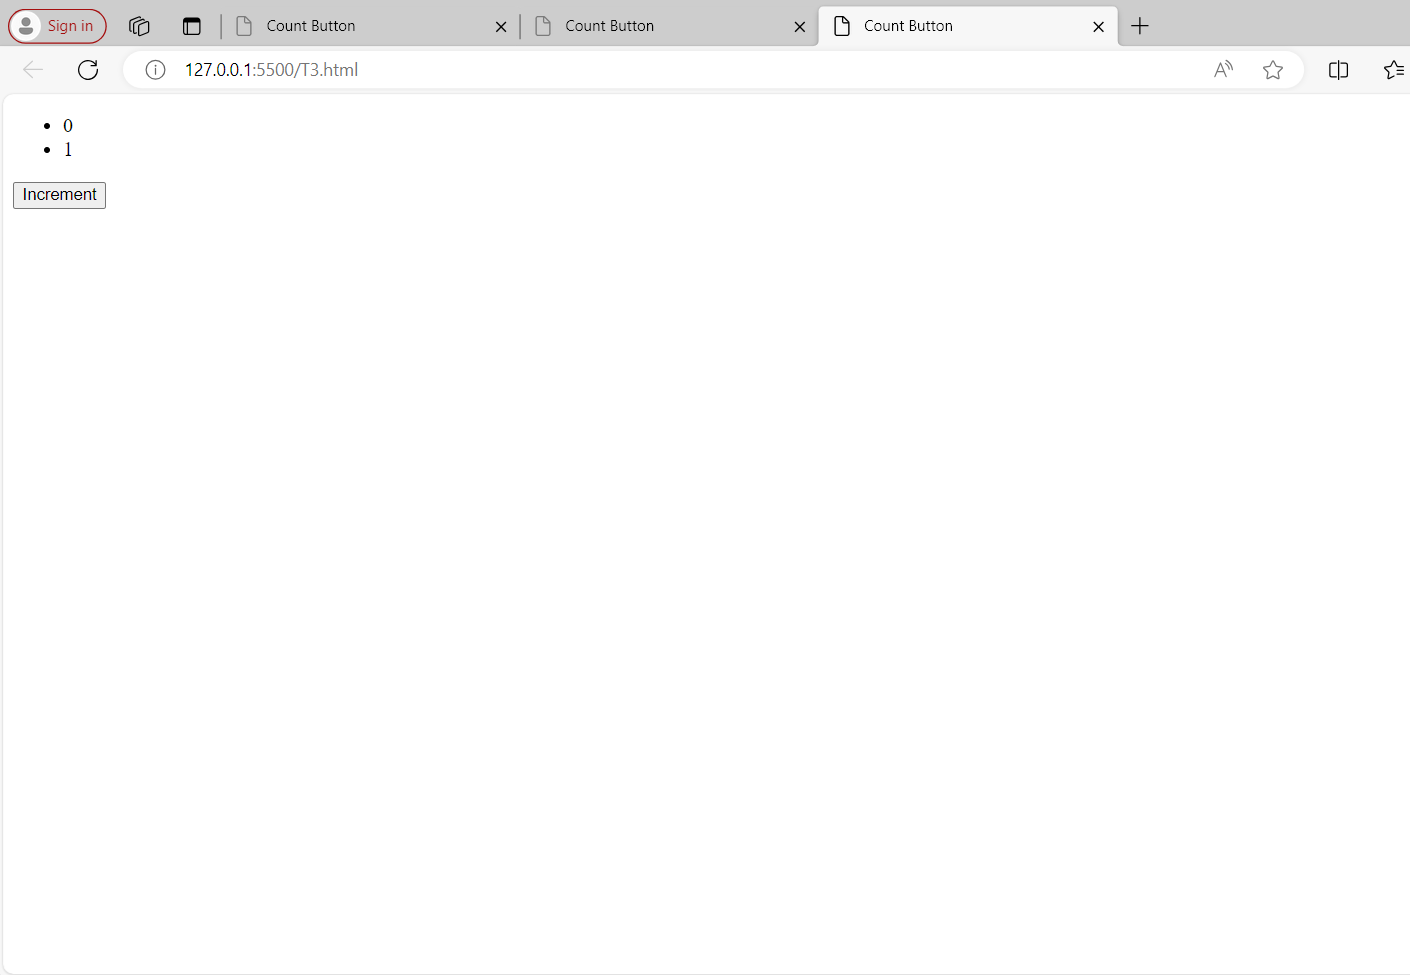 Sign in
Count Button
Count Button
Count Button
127.0.0.1:5500/T3.html
0
1
Increment